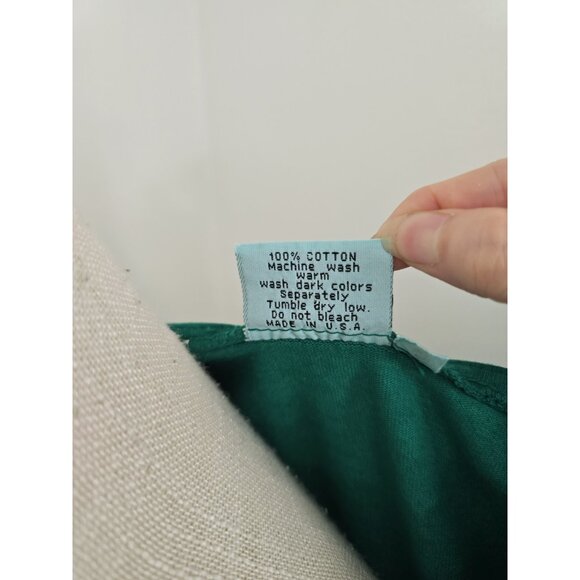 100% COTTON
Machine wash
warm
wash dark colors
Separately
Tumble dry low.
Do not bleach
MADE IN U.S.A.